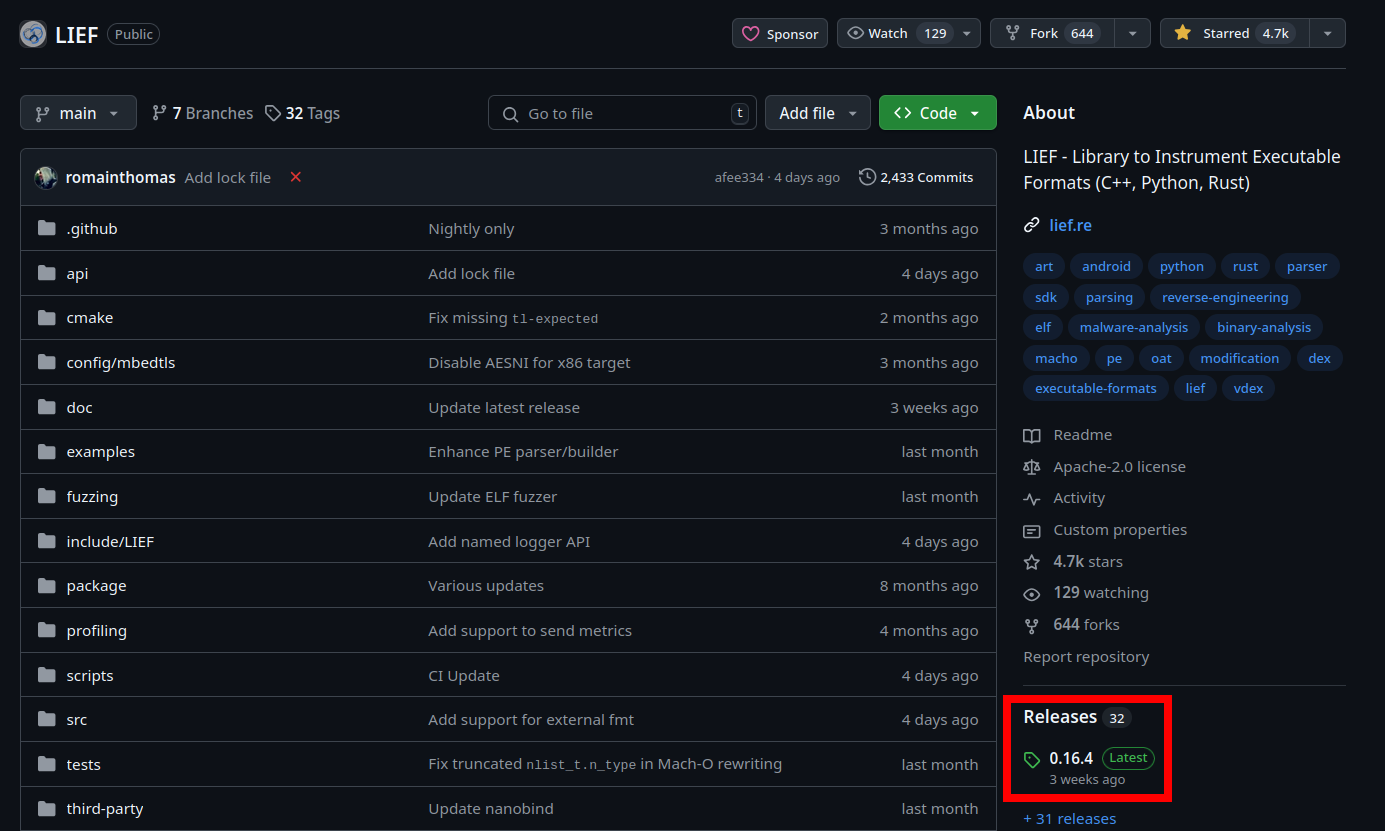 LIEF Public Sponsor Watch 129 Fork 644 Starred 4.7k
main 7 Branches 32 Tags Go to file t Add file Code
romainthomas Add lock file afee334 · 4 days ago 2,433 Commits
.github Nightly only 3 months ago
api Add lock file 4 days ago
cmake Fix missing tl-expected 2 months ago
config/mbedtls Disable AESNI for x86 target 3 months ago
doc Update latest release 3 weeks ago
examples Enhance PE parser/builder last month
fuzzing Update ELF fuzzer last month
include/LIEF Add named logger API 4 days ago
package Various updates 8 months ago
profiling Add support to send metrics 4 months ago
scripts CI Update 4 days ago
src Add support for external fmt 4 days ago
tests Fix truncated nlist_t.n_type in Mach-O rewriting last month
third-party Update nanobind last month
About
LIEF - Library to Instrument Executable
Formats (C++, Python, Rust)
lief.re
art android python rust parser
sdk parsing reverse-engineering
elf malware-analysis binary-analysis
macho pe oat modification dex
executable-formats lief vdex
Readme
Apache-2.0 license
Activity
Custom properties
4.7k stars
129 watching
644 forks
Report repository
Releases 32
0.16.4 Latest
3 weeks ago
+ 31 releases